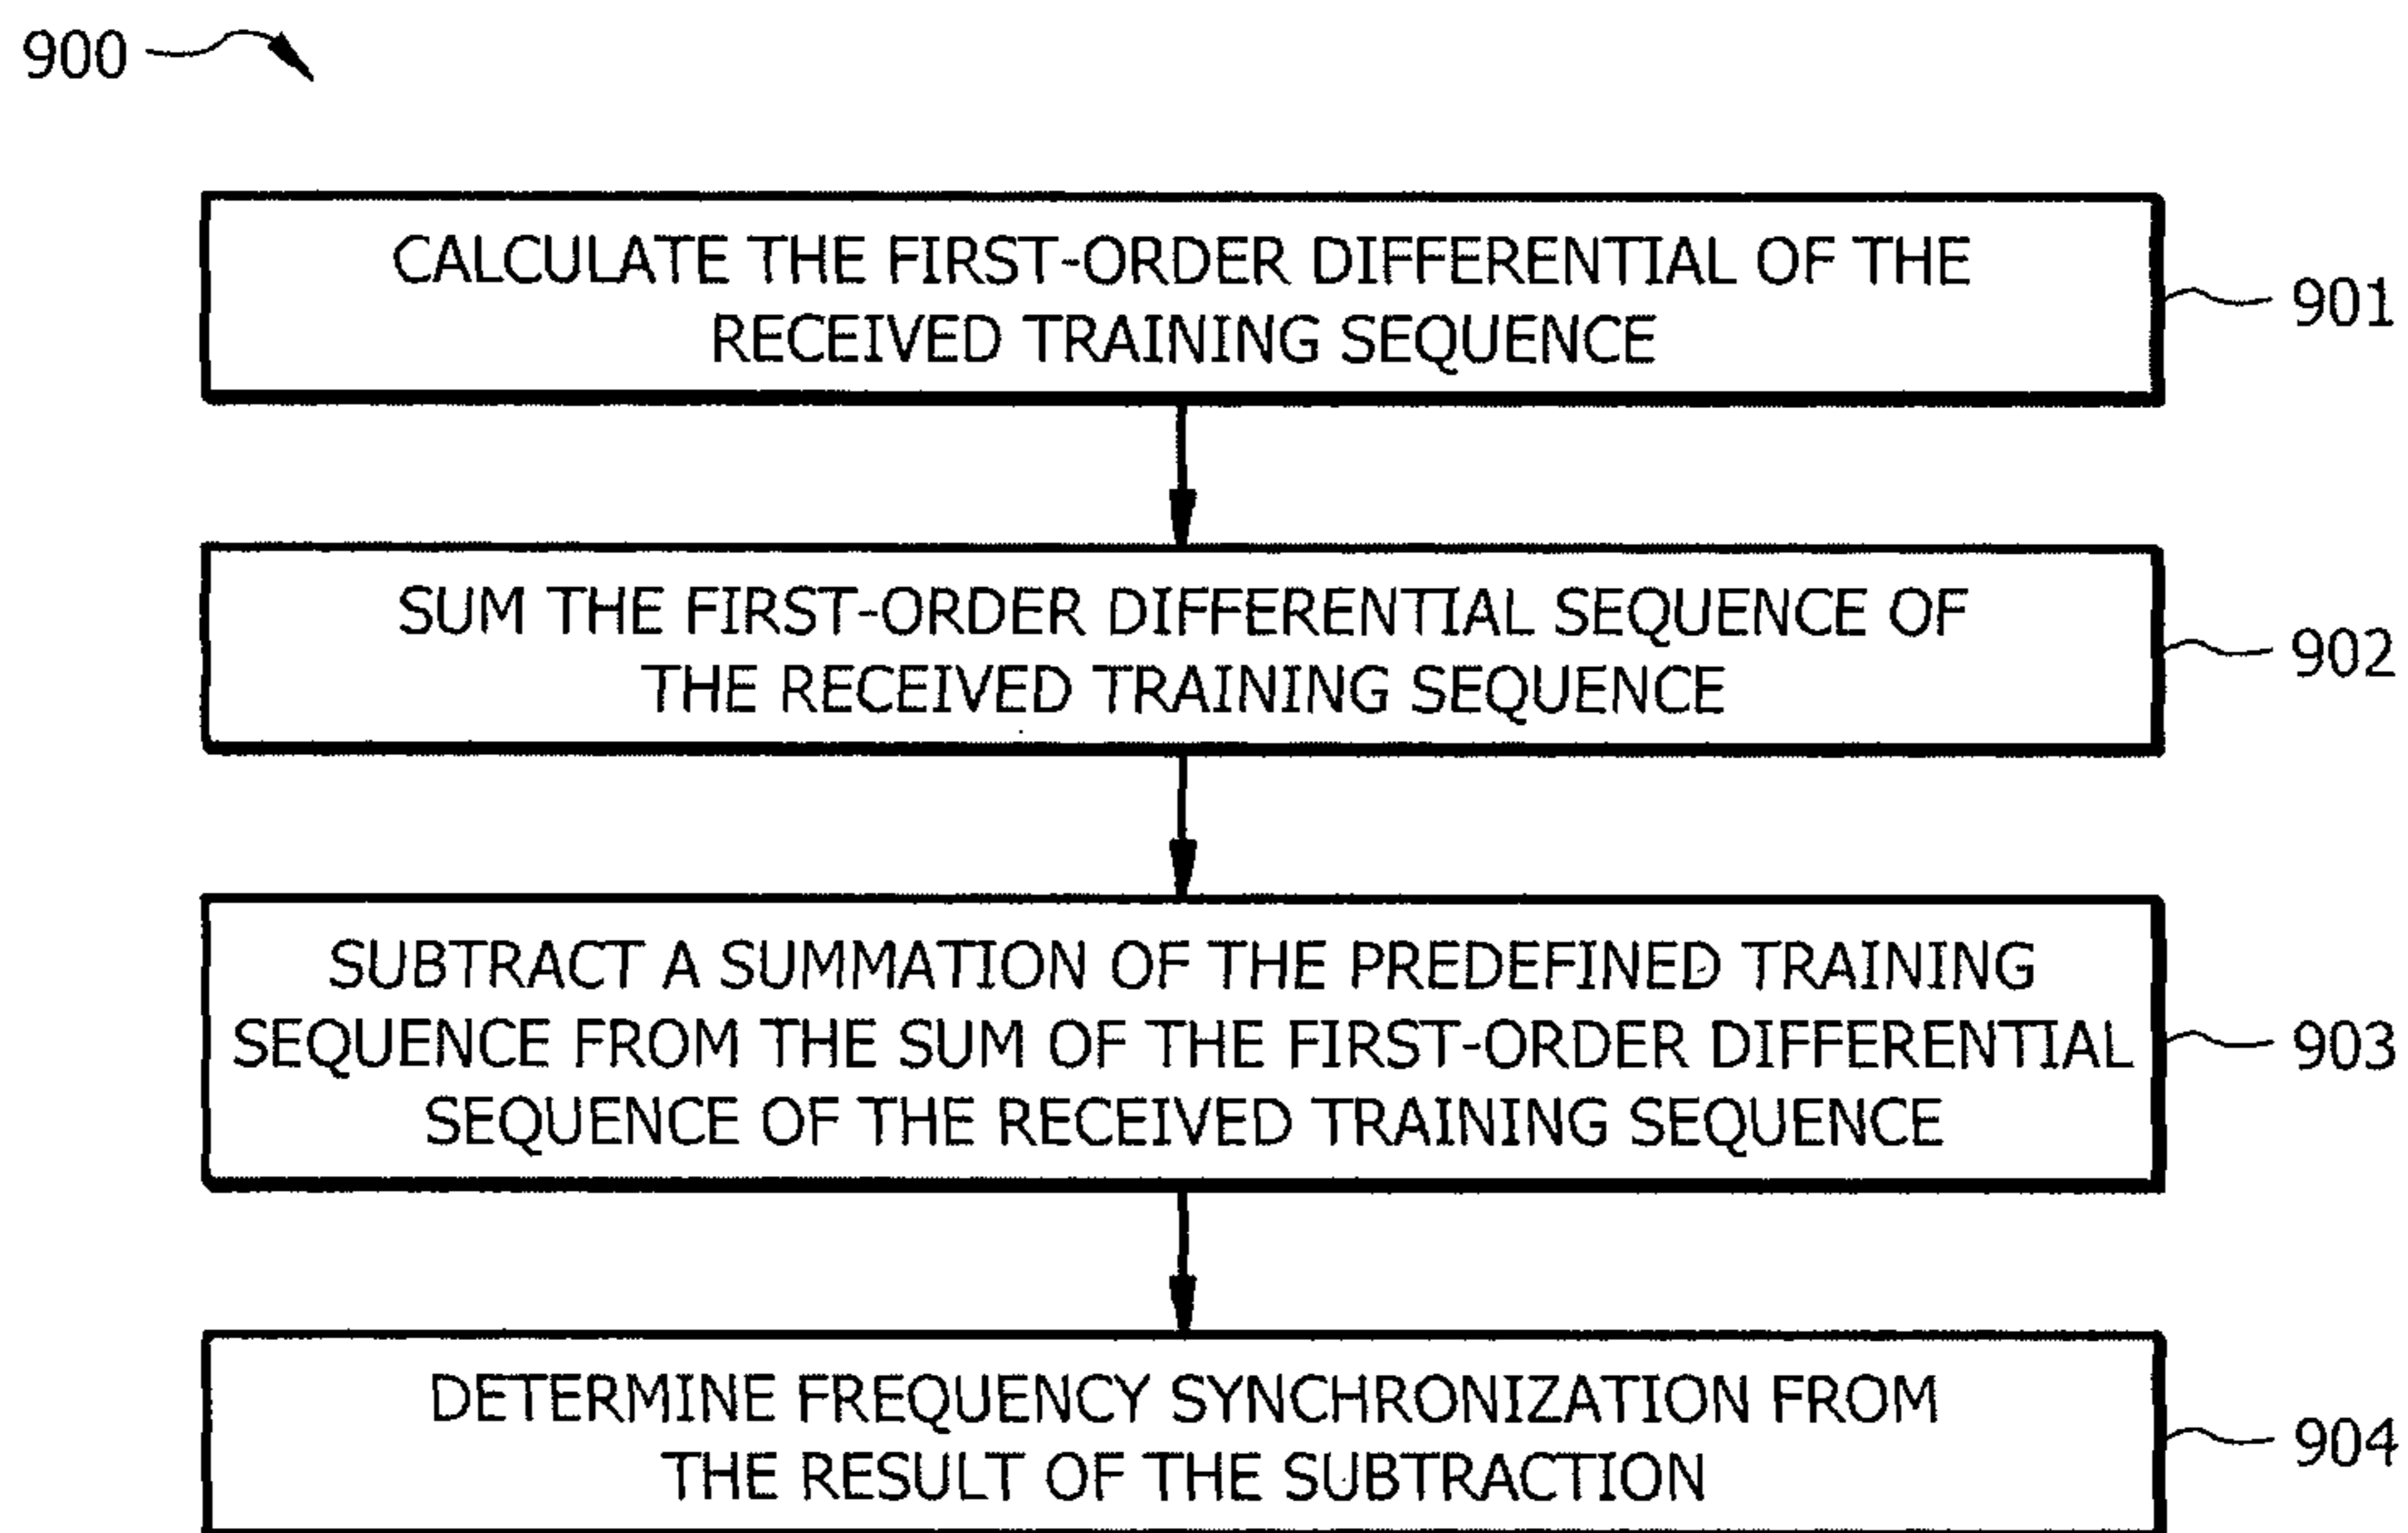 900
CALCULATE THE FIRST-ORDER DIFFERENTIAL OF THE
RECEIVED TRAINING SEQUENCE
901
SUM THE FIRST-ORDER DIFFERENTIAL SEQUENCE OF
THE RECEIVED TRAINING SEQUENCE
902
SUBTRACT A SUMMATION OF THE PREDEFINED TRAINING
SEQUENCE FROM THE SUM OF THE FIRST-ORDER DIFFERENTIAL
SEQUENCE OF THE RECEIVED TRAINING SEQUENCE
903
DETERMINE FREQUENCY SYNCHRONIZATION FROM
THE RESULT OF THE SUBTRACTION
904